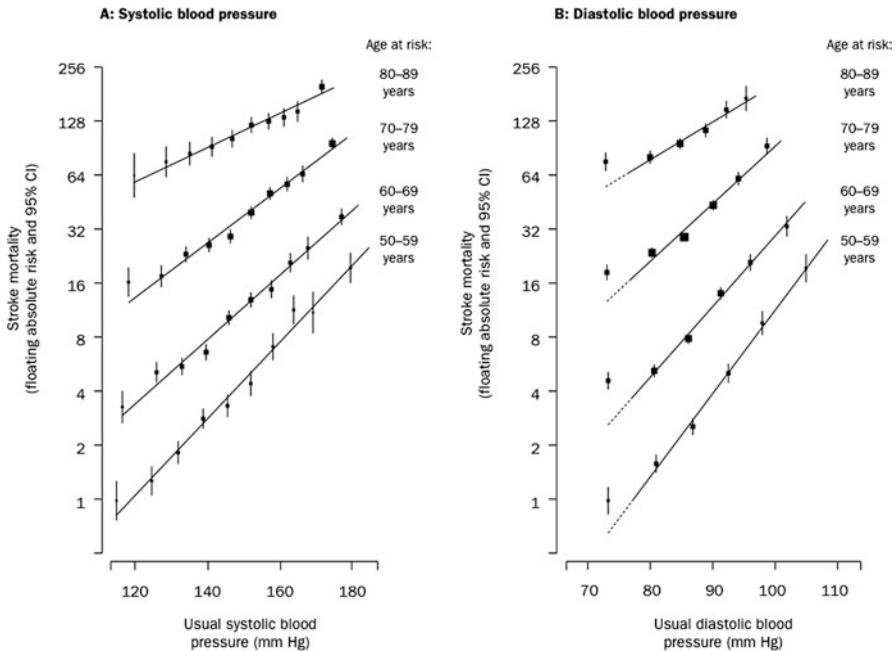 A: Systolic blood pressure
Age at risk:
80–89
years
70–79
years
60–69
years
50–59
years
256
128
64
32
16
8
4
2
1
Stroke mortality
(floating absolute risk and 95% CI)
120
140
160
180
Usual systolic blood
pressure (mm Hg)
B: Diastolic blood pressure
Age at risk:
80–89
years
70–79
years
60–69
years
50–59
years
256
128
64
32
16
8
4
2
1
Stroke mortality
(floating absolute risk and 95% CI)
70
80
90
100
110
Usual diastolic blood
pressure (mm Hg)